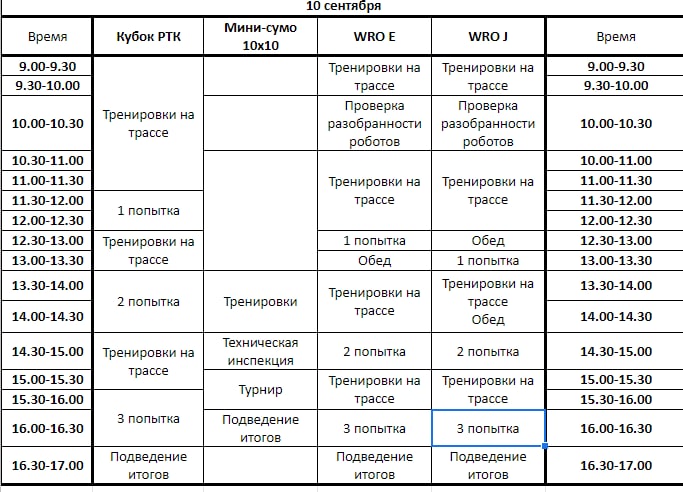 10 сентября
Время Кубок РТК Мини-сумо 10x10 WRO E WRO J Время
9.00-9.30 Тренировки на Тренировки на 9.00-9.30
9.30-10.00 трассе трассе 9.30-10.00
Тренировки на трассе
10.00-10.30 Проверка разобранности роботов Проверка разобранности роботов 10.00-10.30
10.30-11.00 10.00-11.00
11.00-11.30 Тренировки на трассе Тренировки на трассе 11.00-11.30
11.30-12.00 1 попытка 11.30-12.00
12.00-12.30 12.00-12.30
12.30-13.00 Тренировки на 1 попытка Обед 12.30-13.00
13.00-13.30 трассе Обед 1 попытка 13.00-13.30
13.30-14.00 2 попытка Тренировки Тренировки на трассе Тренировки на трассе 13.30-14.00
14.00-14.30 Обед 14.00-14.30
14.30-15.00 Тренировки на трассе Техническая инспекция 2 попытка 2 попытка 14.30-15.00
15.00-15.30 Турнир Тренировки на Тренировки на 15.00-15.30
15.30-16.00 трассе трассе 15.30-16.00
16.00-16.30 3 попытка Подведение итогов 3 попытка 3 попытка 16.00-16.30
16.30-17.00 Подведение итогов Подведение итогов Подведение итогов 16.30-17.00